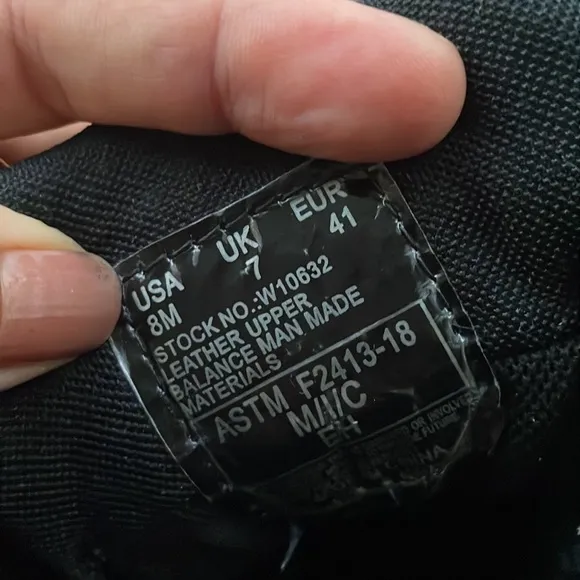 USA UK EUR
8M 7 41
STOCK NO.:W10632
LEATHER UPPER
BALANCE MAN MADE
MATERIALS
ASTM F2413-18
M/I/C
EH